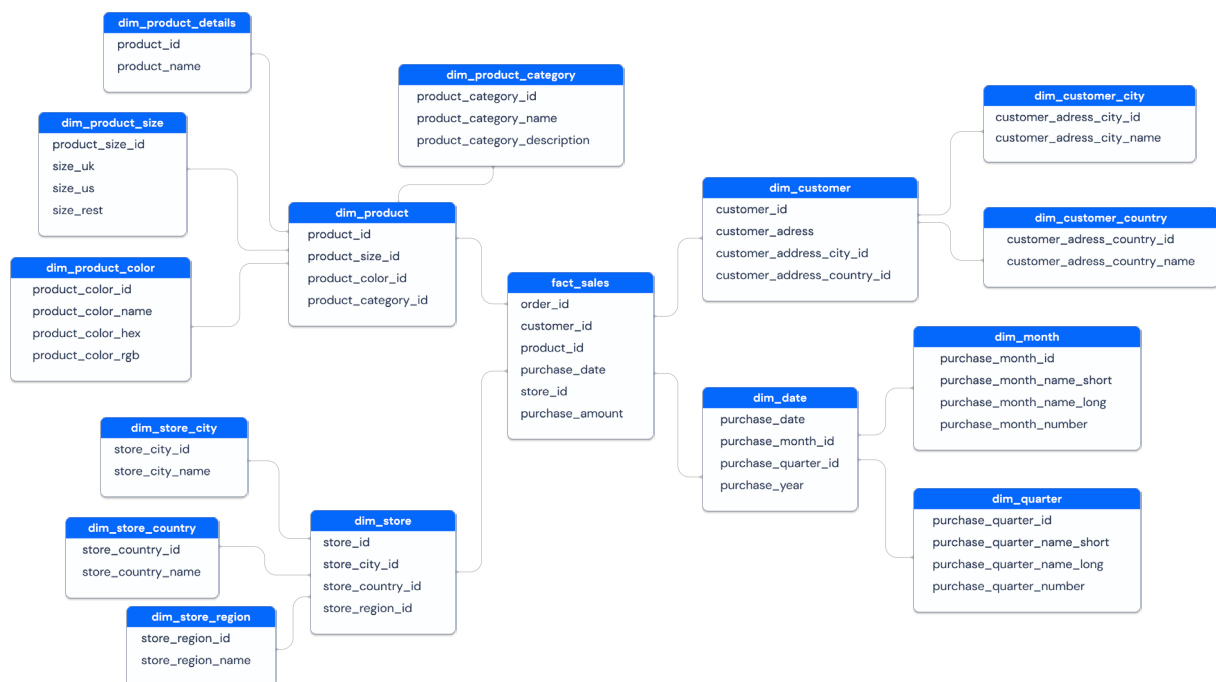 dim_product_details
product_id
product_name
dim_product_category
product_category_id
product_category_name
product_category_description
dim_product_size
product_size_id
size_uk
size_us
size_rest
dim_product_color
product_color_id
product_color_name
product_color_hex
product_color_rgb
dim_product
product_id
product_size_id
product_color_id
product_category_id
fact_sales
order_id
customer_id
product_id
purchase_date
store_id
purchase_amount
dim_customer
customer_id
customer_adress
customer_address_city_id
customer_address_country_id
dim_customer_city
customer_adress_city_id
customer_adress_city_name
dim_customer_country
customer_adress_country_id
customer_adress_country_name
dim_date
purchase_date
purchase_month_id
purchase_quarter_id
purchase_year
dim_month
purchase_month_id
purchase_month_name_short
purchase_month_name_long
purchase_month_number
dim_quarter
purchase_quarter_id
purchase_quarter_name_short
purchase_quarter_name_long
purchase_quarter_number
dim_store_city
store_city_id
store_city_name
dim_store_country
store_country_id
store_country_name
dim_store_region
store_region_id
store_region_name
dim_store
store_id
store_city_id
store_country_id
store_region_id